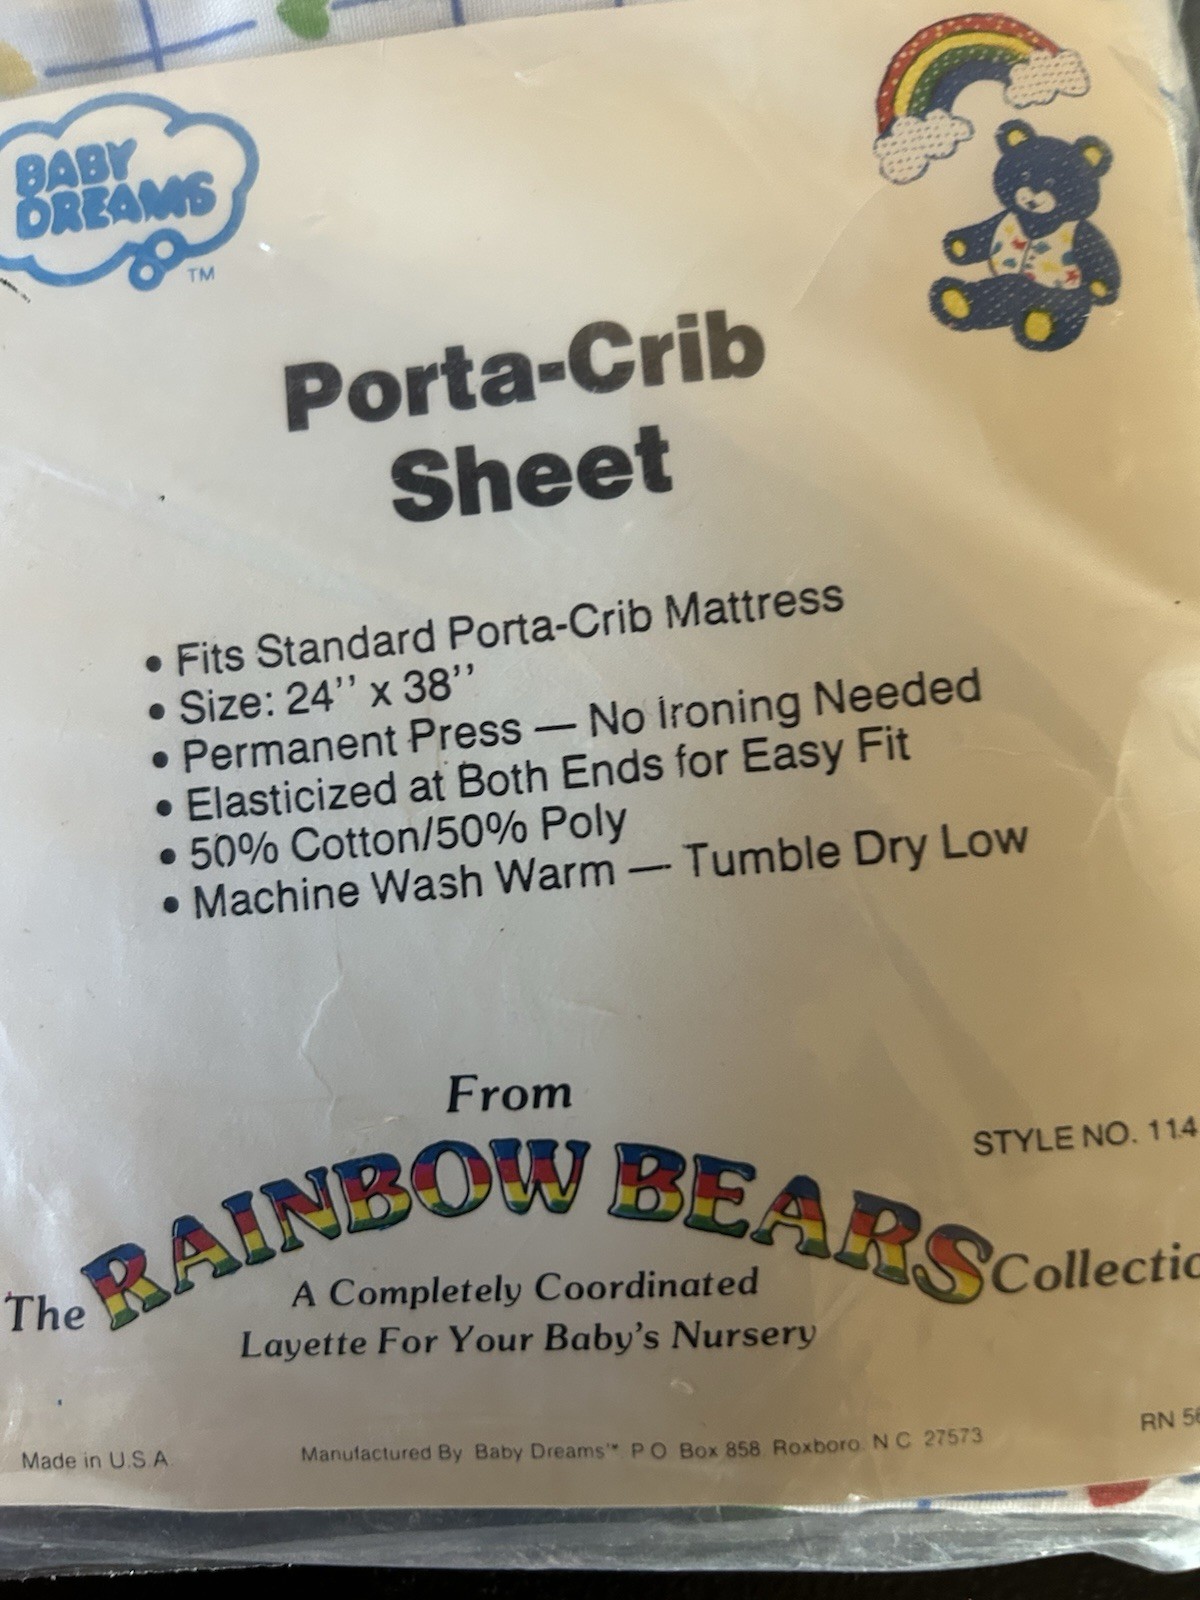 BABY
DREAMS
TM
Porta-Crib
Sheet
• Fits Standard Porta-Crib Mattress
• Size: 24'' x 38''
• Permanent Press — No Ironing Needed
• Elasticized at Both Ends for Easy Fit
• 50% Cotton/50% Poly
• Machine Wash Warm — Tumble Dry Low
From
STYLE NO. 114
The RAINBOW BEARS Collectio
A Completely Coordinated
Layette For Your Baby's Nursery
RN 56
Made in U.S.A.
Manufactured By Baby Dreams™ P O Box 858 Roxboro N C 27573